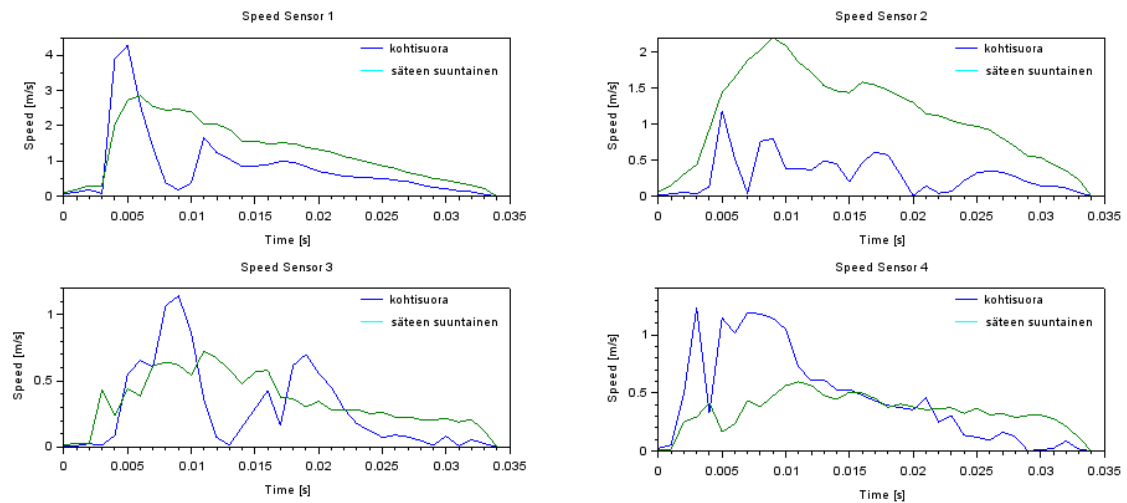 Speed Sensor 1
kohtisuora
säteen suuntainen
Speed [m/s]
4
3
2
1
0
0 0.005 0.01 0.015 0.02 0.025 0.03 0.035
Time [s]
Speed Sensor 2
kohtisuora
säteen suuntainen
Speed [m/s]
2
1.5
1
0.5
0
0 0.005 0.01 0.015 0.02 0.025 0.03 0.035
Time [s]
Speed Sensor 3
kohtisuora
säteen suuntainen
Speed [m/s]
1
0.5
0
0 0.005 0.01 0.015 0.02 0.025 0.03 0.035
Time [s]
Speed Sensor 4
kohtisuora
säteen suuntainen
Speed [m/s]
1
0.5
0
0 0.005 0.01 0.015 0.02 0.025 0.03 0.035
Time [s]